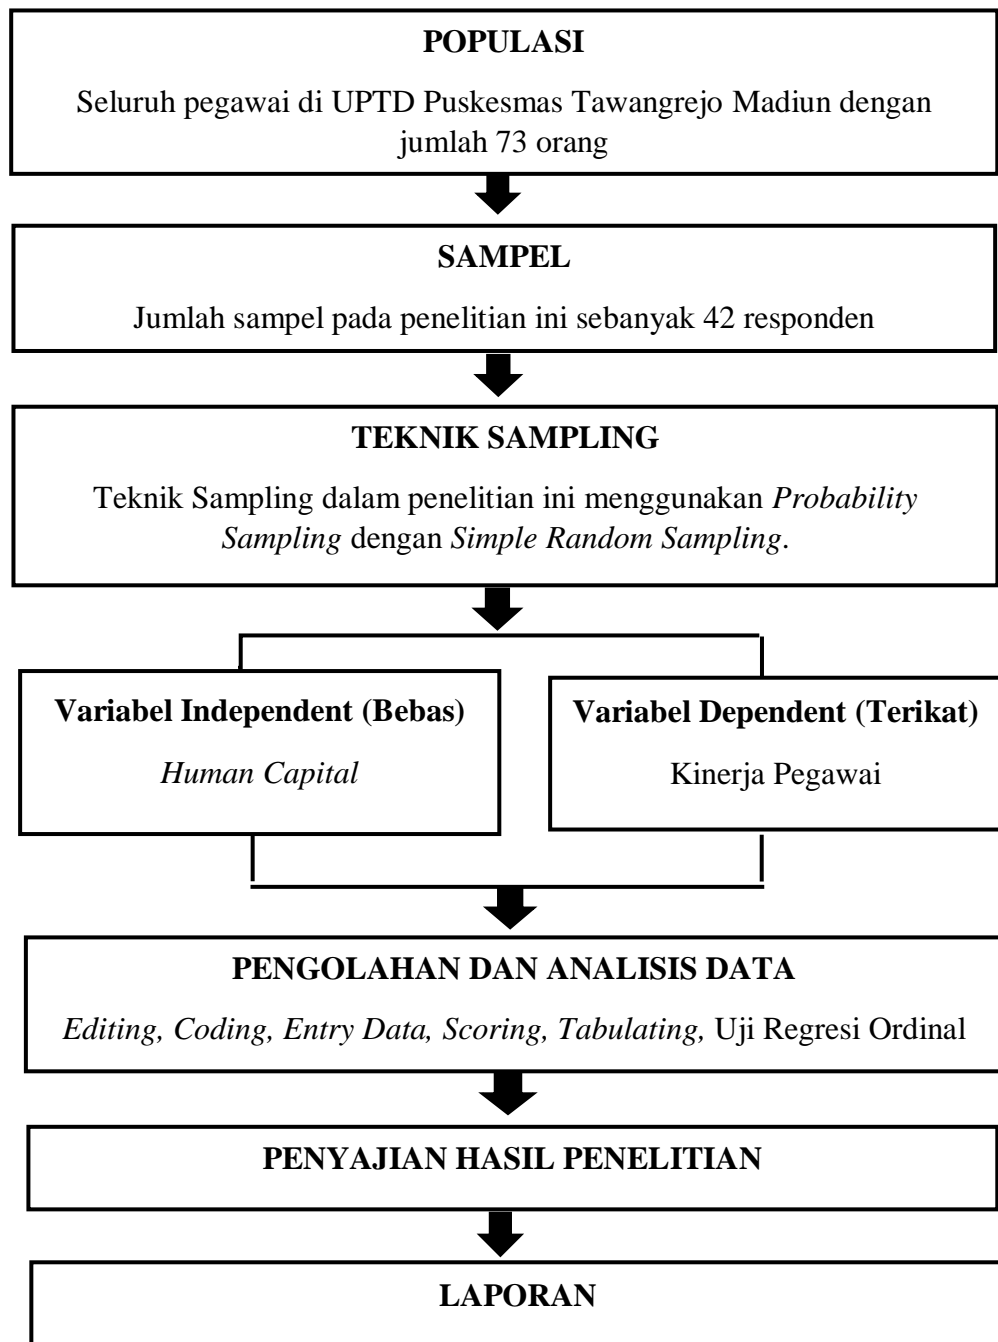 POPULASI
Seluruh pegawai di UPTD Puskesmas Tawangrejo Madiun dengan
jumlah 73 orang
SAMPEL
Jumlah sampel pada penelitian ini sebanyak 42 responden
TEKNIK SAMPLING
Teknik Sampling dalam penelitian ini menggunakan Probability
Sampling dengan Simple Random Sampling.
Variabel Independent (Bebas)
Human Capital
Variabel Dependent (Terikat)
Kinerja Pegawai
PENGOLAHAN DAN ANALISIS DATA
Editing, Coding, Entry Data, Scoring, Tabulating, Uji Regresi Ordinal
PENYAJIAN HASIL PENELITIAN
LAPORAN